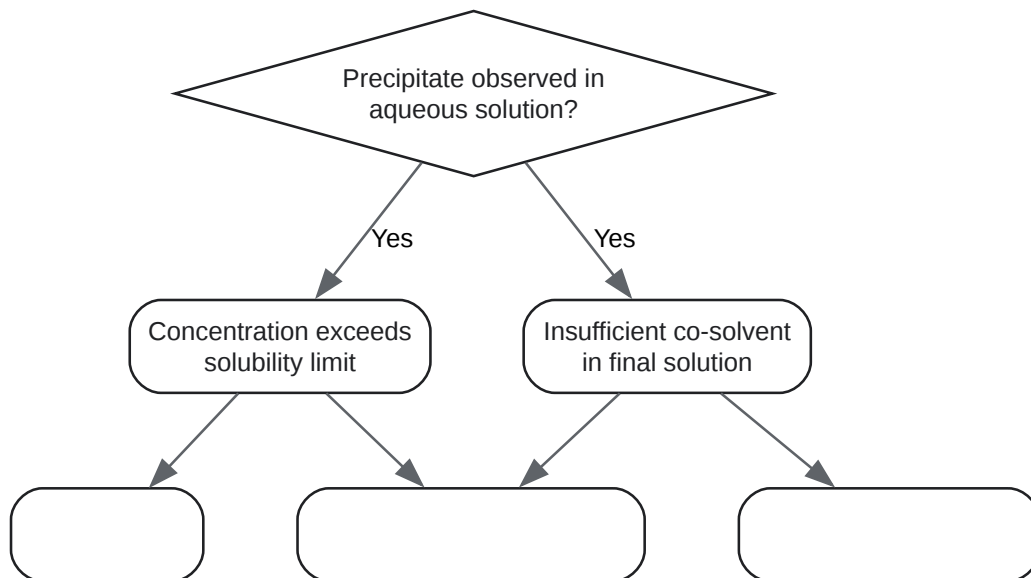 Precipitate observed in
aqueous solution?
Yes
Yes
Concentration exceeds
solubility limit
Insufficient co-solvent
in final solution